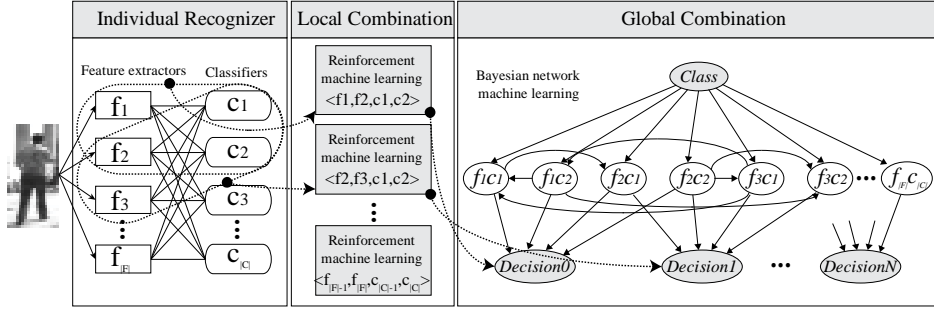 Individual Recognizer
Local Combination
Global Combination
Feature extractors
Classifiers
f1
f2
f3
f|F|
c1
c2
c3
c|C|
Reinforcement
machine learning
<f1,f2,c1,c2>
Reinforcement
machine learning
<f2,f3,c1,c2>
Reinforcement
machine learning
<f|F|-1,f|F|,c|C|-1,c|C|>
Bayesian network
machine learning
Class
f1c1
f1c2
f2c1
f2c2
f3c1
f3c2
f|F|c|C|
Decision0
Decision1
DecisionN